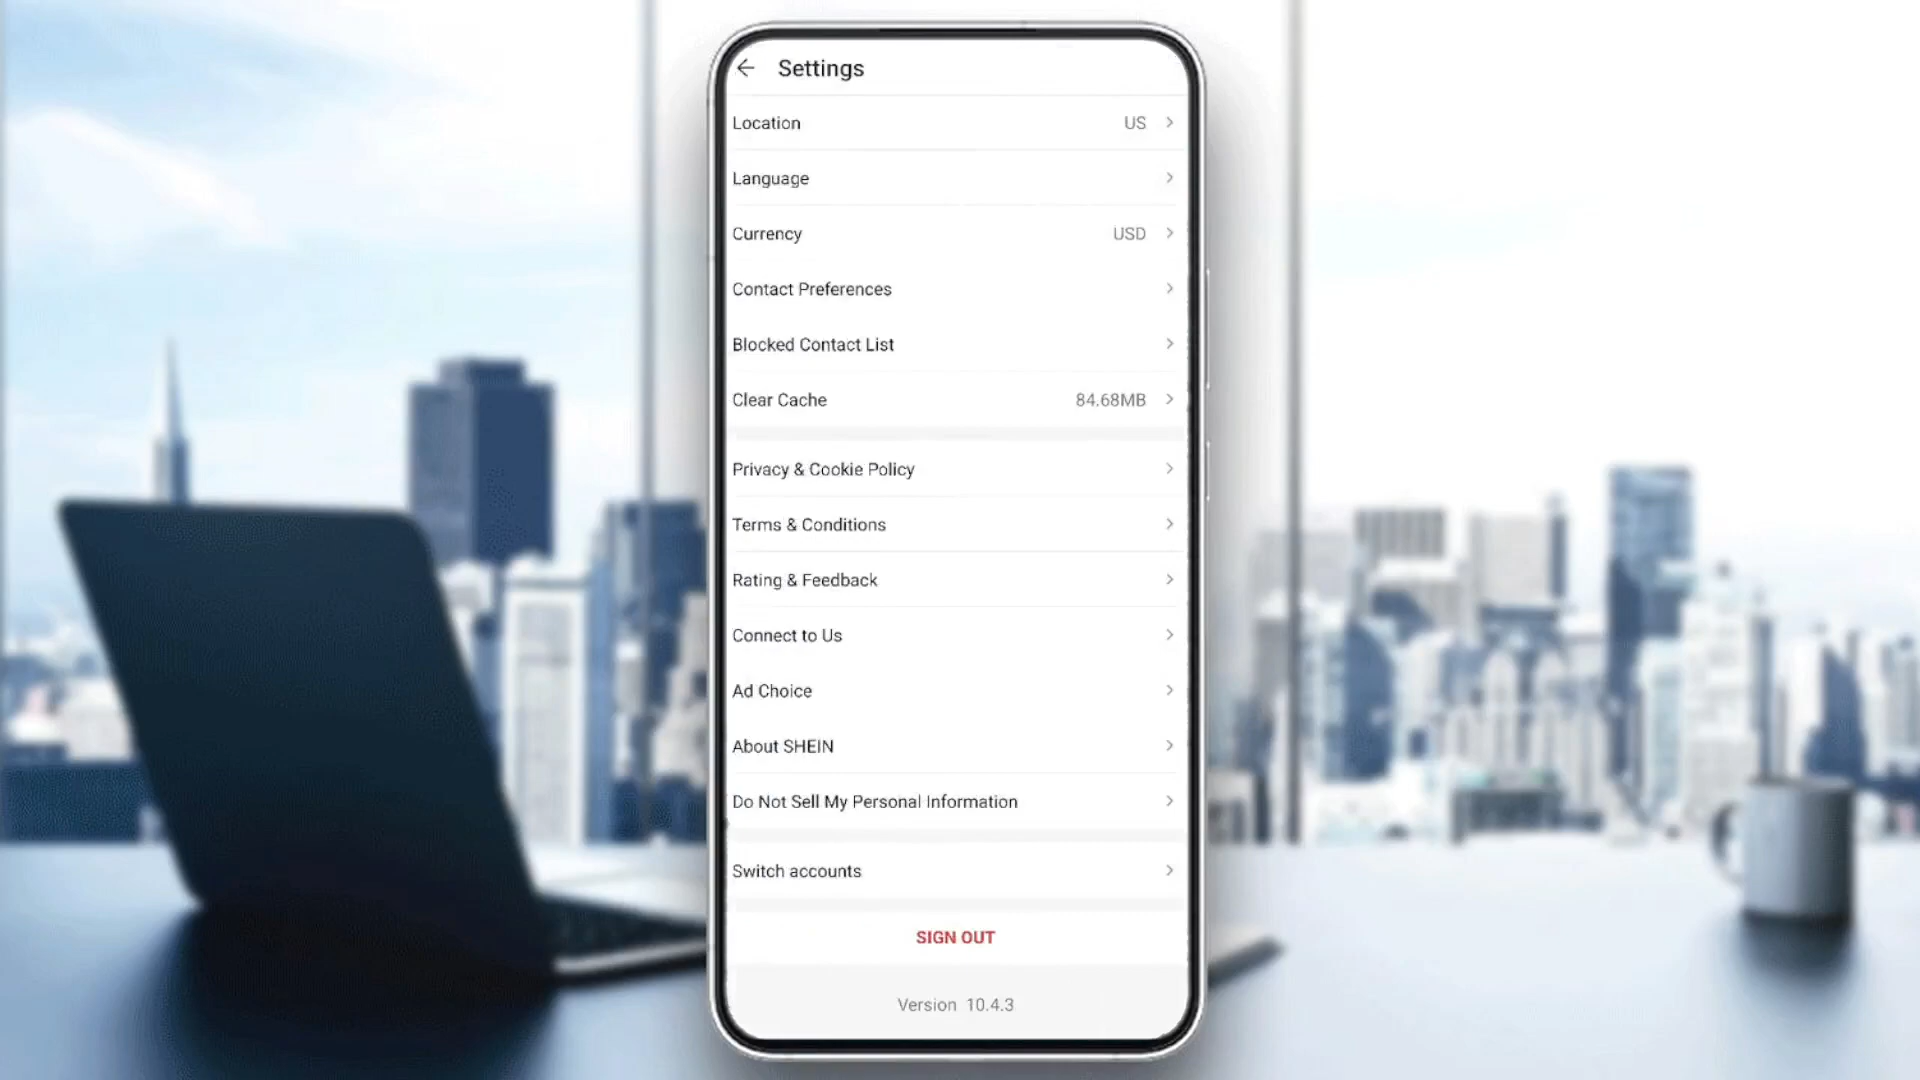 Settings
Location US
Language
Currency USD
Contact Preferences
Blocked Contact List
Clear Cache 84.68MB
Privacy & Cookie Policy
Terms & Conditions
Rating & Feedback
Connect to Us
Ad Choice
About SHEIN
Do Not Sell My Personal Information
Switch accounts
SIGN OUT
Version 10.4.3